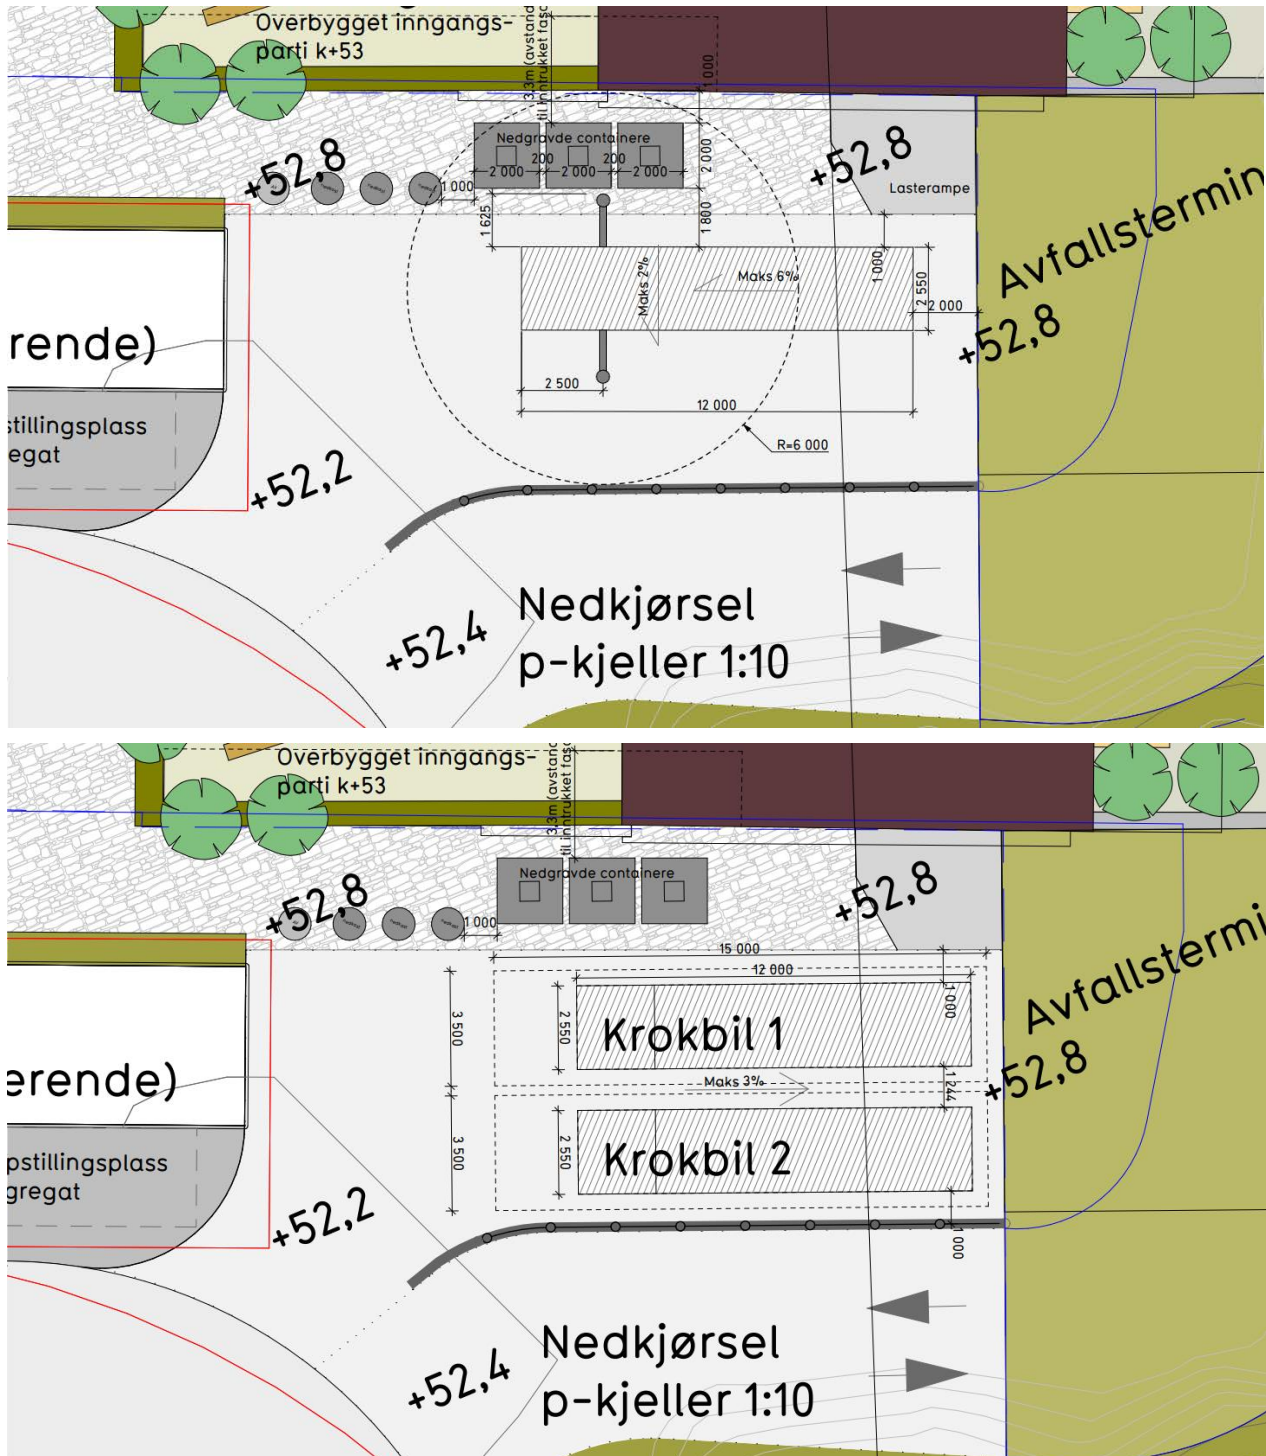 Overbygget inngangs-
parti k+53
3,3m (avstand
til inntrukket fasa
1 000
Nedgravde containere
200
200
2 000
2 000
2 000
2 000
+52,8
1 000
+52,8
Lasterampe
1 625
1 800
Avfallstermin
+52,8
Maks 2%
Maks 6%
1 000
2 550
2 000
rende)
2 500
12 000
R=6 000
stillingsplass
egat
+52,2
Nedkjørsel
p-kjeller 1:10
+52,4
Overbygget inngangs-
parti k+53
3,3m (avstand
til inntrukket fasa
Nedgravde containere
+52,8
1 000
+52,8
15 000
12 000
1 000
Avfallstermi
+52,8
3 500
2 550
Krokbil 1
Maks 3%
1 244
erende)
3 500
2 550
Krokbil 2
pstillingsplass
gregat
+52,2
1 000
Nedkjørsel
p-kjeller 1:10
+52,4